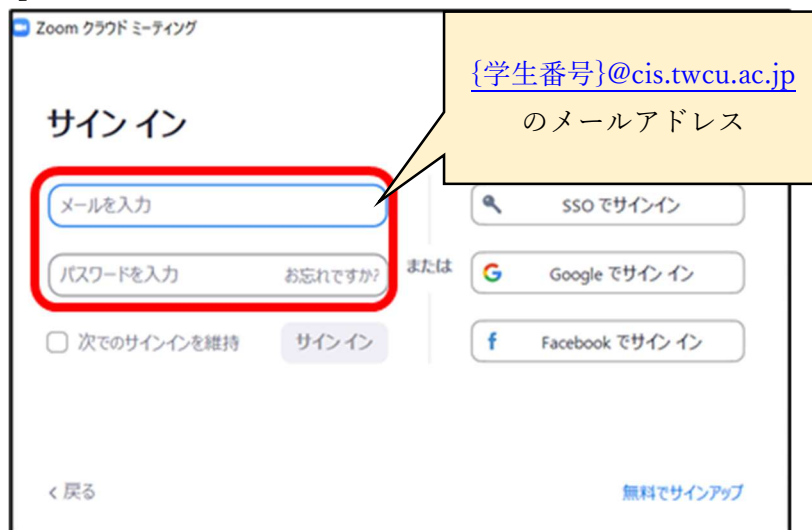 Zoom クラウド ミーティング
{学生番号}@cis.twcu.ac.jp
のメールアドレス
サイン イン
メールを入力
パスワードを入力 お忘れですか?
または
SSO でサインイン
Google でサイン イン
Facebook でサイン イン
次でのサインインを維持 サイン イン
< 戻る
無料でサインアップ